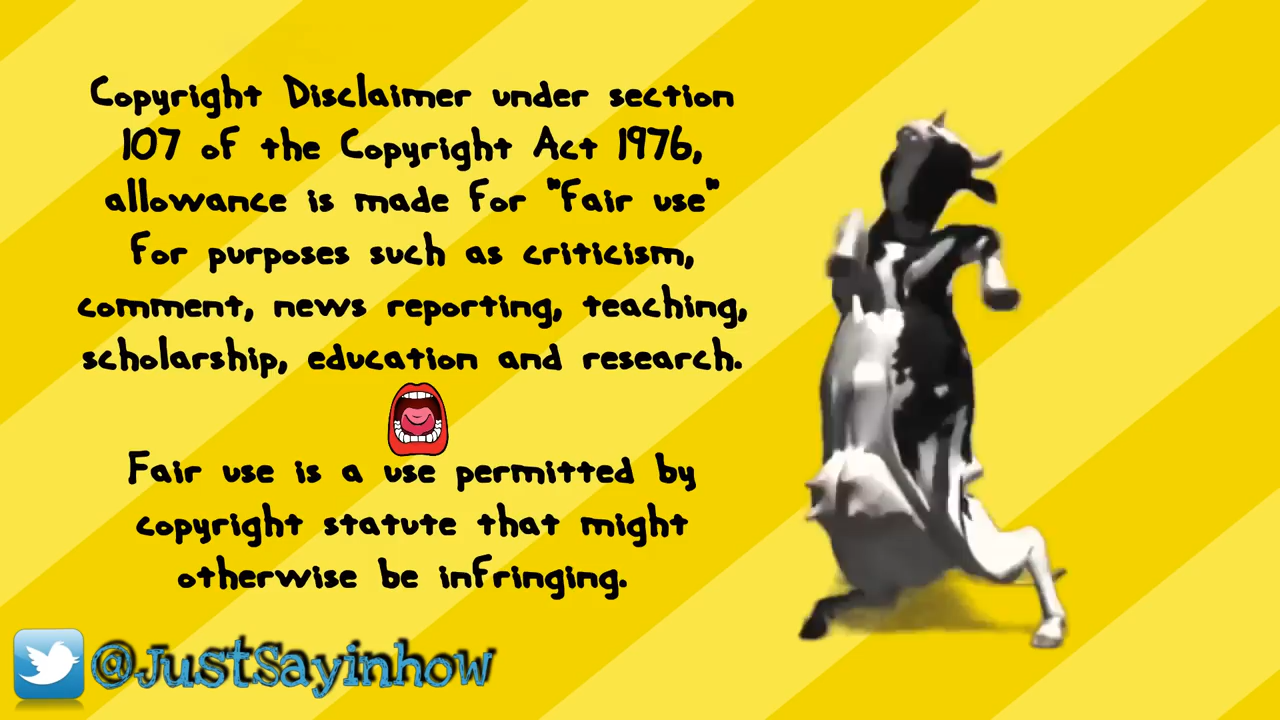 Copyright Disclaimer under section
107 of the Copyright Act 1976,
allowance is made for "fair use"
for purposes such as criticism,
comment, news reporting, teaching,
scholarship, education and research.
Fair use is a use permitted by
copyright statute that might
otherwise be infringing.
@JustSayinhow